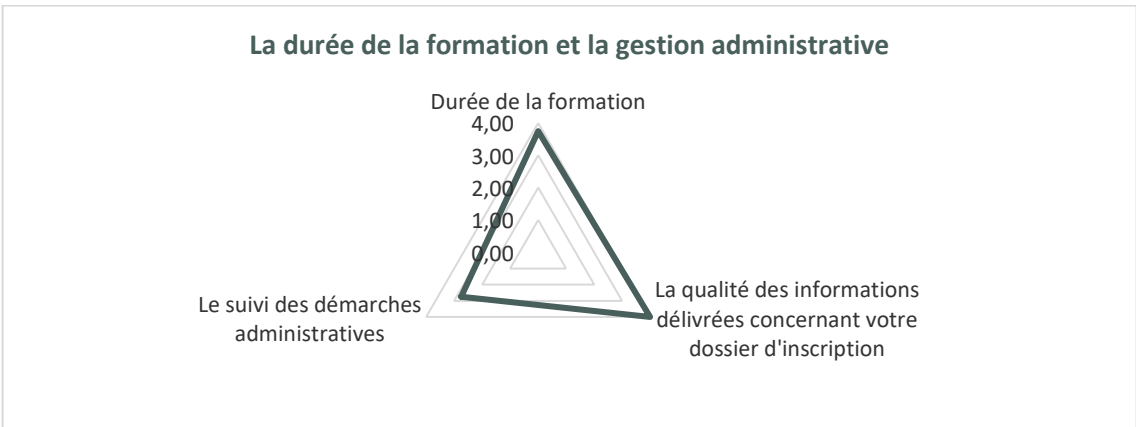 La durée de la formation et la gestion administrative
Durée de la formation
4,00
3,00
2,00
1,00
0,00
Le suivi des démarches
administratives
La qualité des informations
délivrées concernant votre
dossier d'inscription